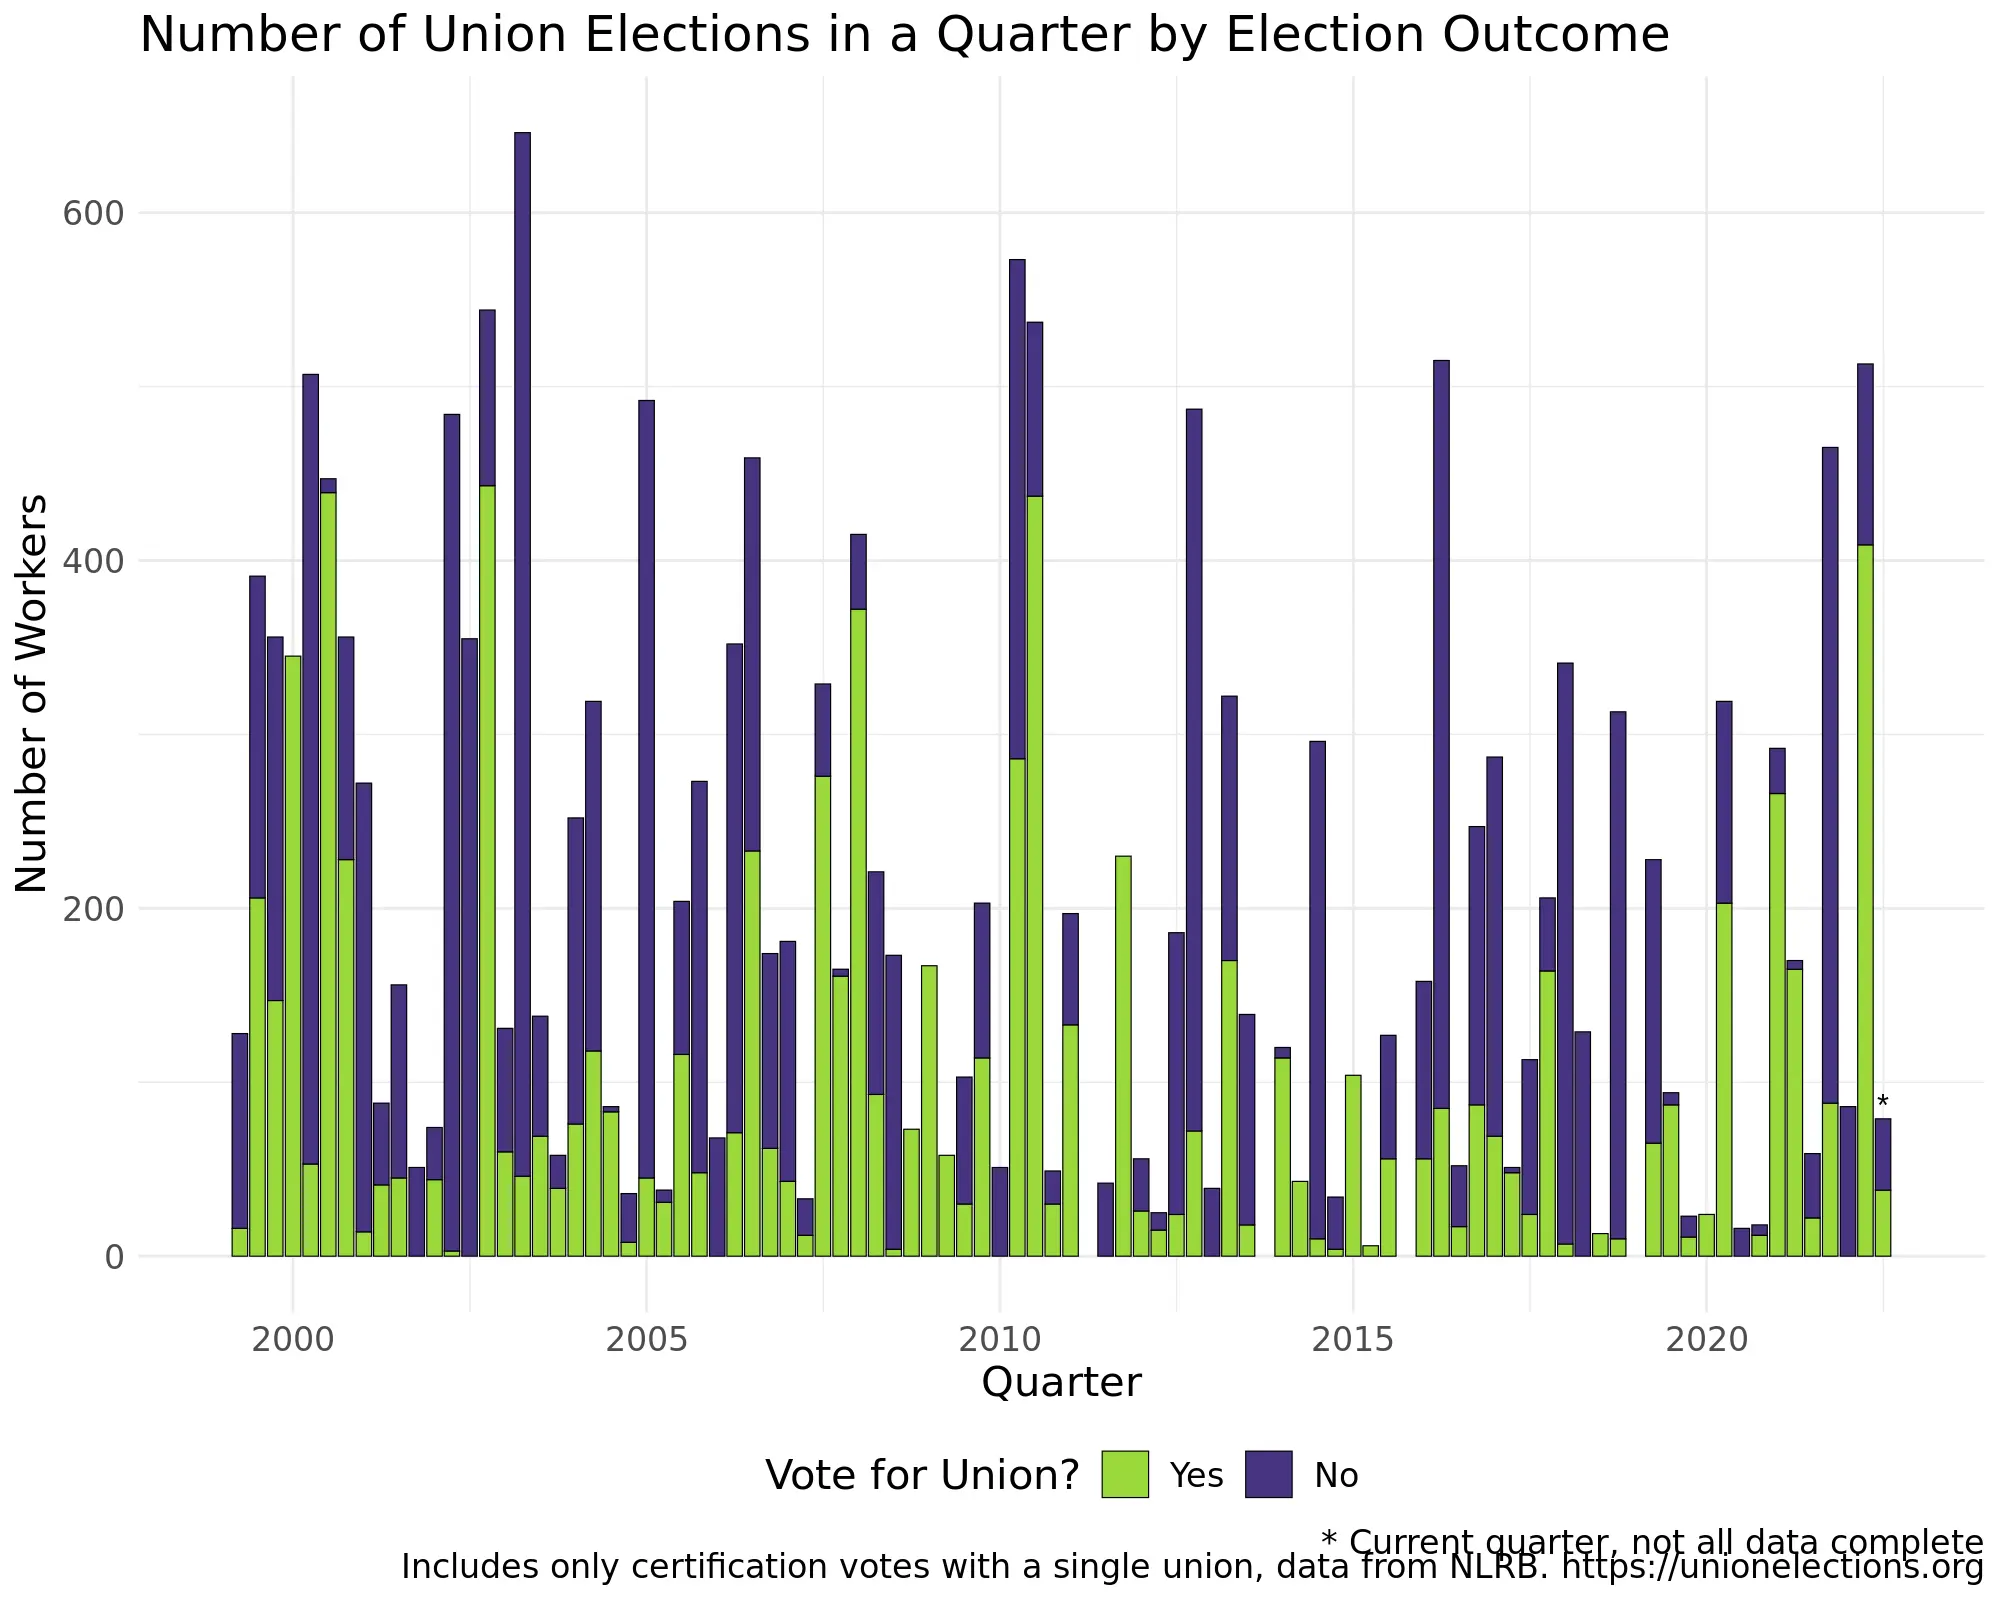 Number of Union Elections in a Quarter by Election Outcome
Number of Workers
600
400
200
0
*
2000 2005 2010 2015 2020
Quarter
Vote for Union? Yes No
* Current quarter, not all data complete
Includes only certification votes with a single union, data from NLRB. https://unionelections.org